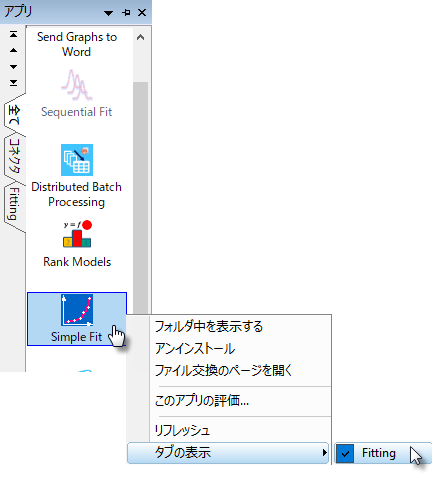 アプリ
Send Graphs to
Word
Sequential Fit
全て
コネクタ
Fitting
Distributed Batch
Processing
y = f
Rank Models
Simple Fit
フォルダ中を表示する
アンインストール
ファイル交換のページを開く
このアプリの評価...
リフレッシュ
タブの表示
Fitting